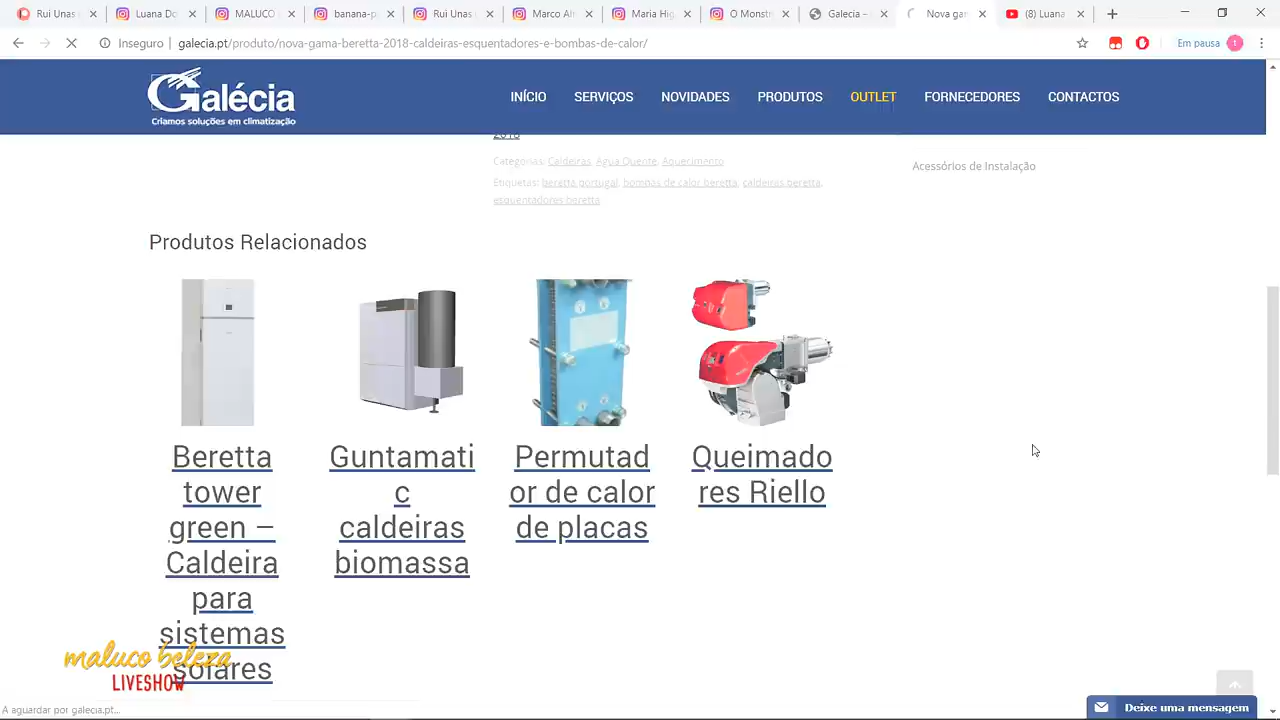 Rui Unas
Luana Do
MALUCO
banana-p
Rui Unas
Marco Al
Maria Hig
O Monstr
Galecia –
Nova gam
(8) Luana
Inseguro | galecia.pt/produto/nova-gama-beretta-2018-caldeiras-esquentadores-e-bombas-de-calor/
Em pausa
t
Galécia
Criamos soluções em climatização
INÍCIO SERVIÇOS NOVIDADES PRODUTOS OUTLET FORNECEDORES CONTACTOS
2018
Categorias: Caldeiras, Agua Quente, Aquecimento
Etiquetas: beretta portugal, bombas de calor beretta, caldeiras beretta,
esquentadores beretta
Acessórios de Instalação
Produtos Relacionados
Beretta
tower
green –
Caldeira
para
sistemas
solares
Guntamati
c
caldeiras
biomassa
Permutad
or de calor
de placas
Queimado
res Riello
maluco beleza
LIVESHOW
A aguardar por galecia.pt...
Deixe uma mensagem